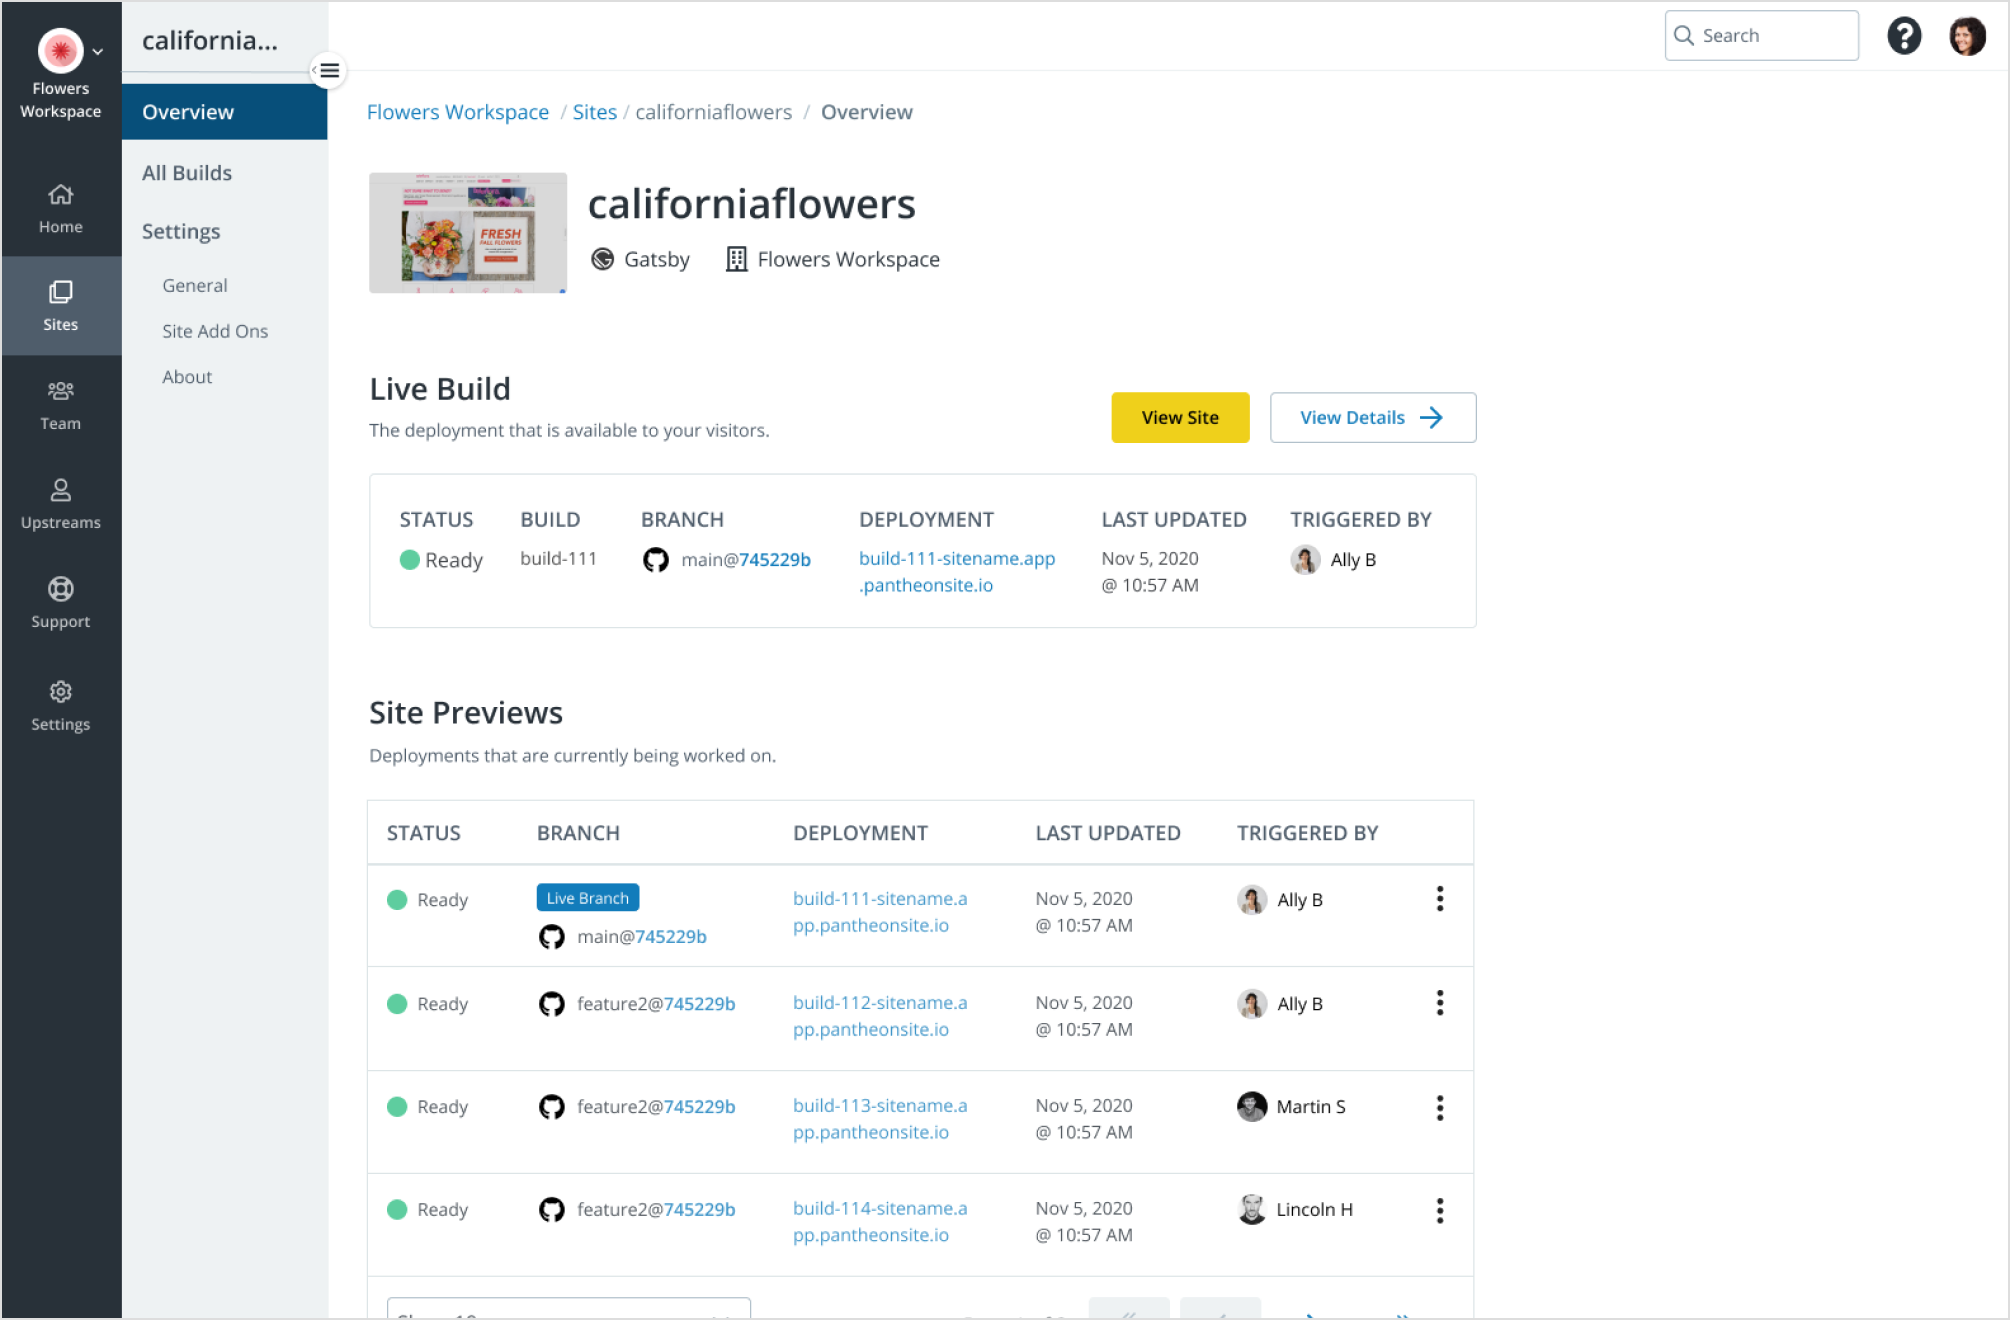 Flowers
Workspace
Home
Sites
Team
Upstreams
Support
Settings
california...
Overview
All Builds
Settings
General
Site Add Ons
About
Search
Flowers Workspace / Sites / californiaflowers / Overview
FRESH
FALL FLOWERS
californiaflowers
Gatsby Flowers Workspace
Live Build
The deployment that is available to your visitors.
View Site
View Details
STATUS BUILD BRANCH DEPLOYMENT LAST UPDATED TRIGGERED BY
Ready build-111 main@745229b build-111-sitename.app Nov 5, 2020 Ally B
.pantheonsite.io @ 10:57 AM
Site Previews
Deployments that are currently being worked on.
STATUS BRANCH DEPLOYMENT LAST UPDATED TRIGGERED BY
Ready Live Branch build-111-sitename.a Nov 5, 2020 Ally B
main@745229b pp.pantheonsite.io @ 10:57 AM
Ready feature2@745229b build-112-sitename.a Nov 5, 2020 Ally B
pp.pantheonsite.io @ 10:57 AM
Ready feature2@745229b build-113-sitename.a Nov 5, 2020 Martin S
pp.pantheonsite.io @ 10:57 AM
Ready feature2@745229b build-114-sitename.a Nov 5, 2020 Lincoln H
pp.pantheonsite.io @ 10:57 AM